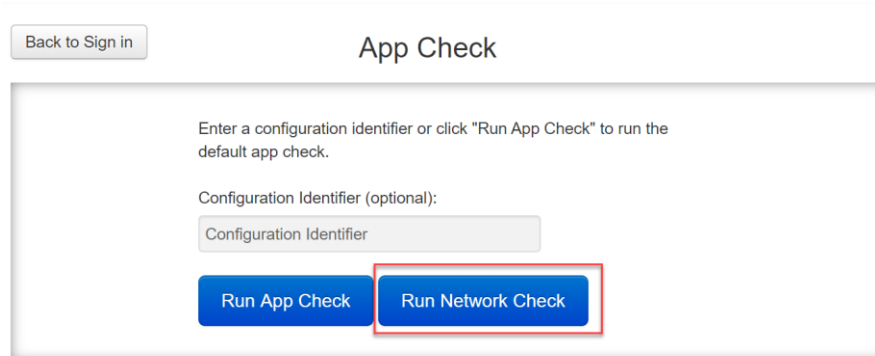 Back to Sign in
App Check
Enter a configuration identifier or click "Run App Check" to run the
default app check.
Configuration Identifier (optional):
Configuration Identifier
Run App Check
Run Network Check